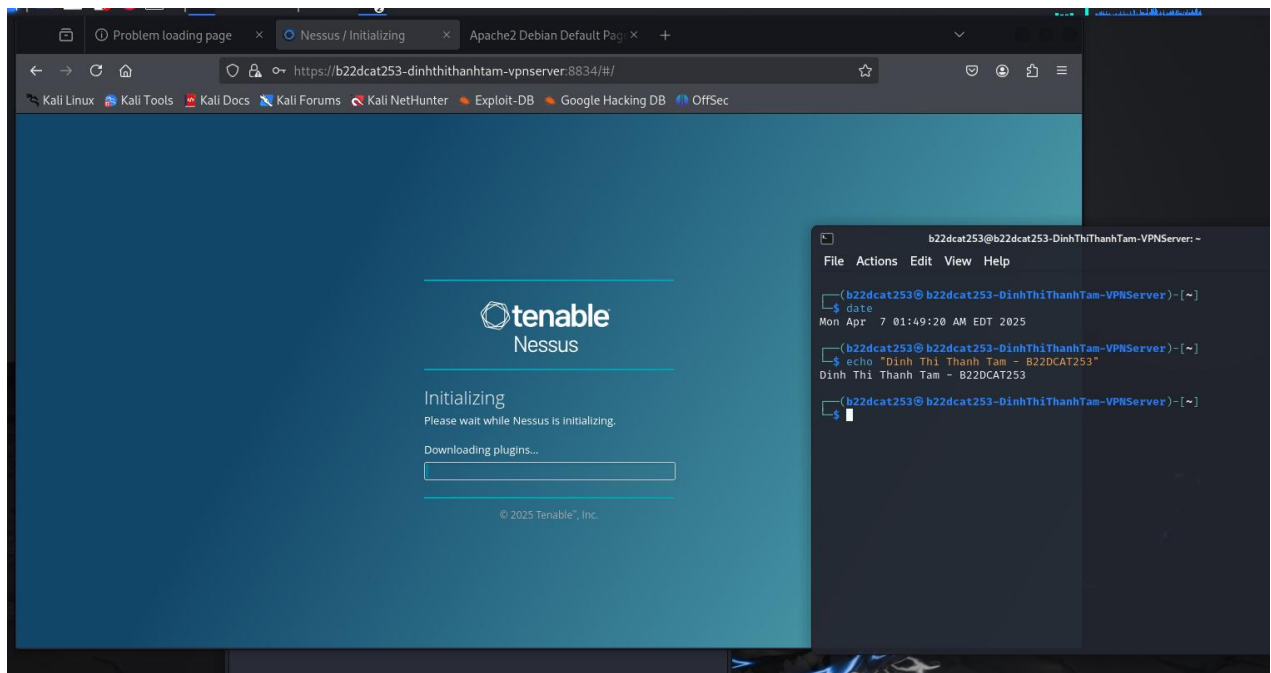 Problem loading page
Nessus / Initializing
Apache2 Debian Default Pag
https://b22dcat253-dinhthithanhtam-vpnserver:8834/#/
Kali Linux Kali Tools Kali Docs Kali Forums Kali NetHunter Exploit-DB Google Hacking DB OffSec
tenable
Nessus
Initializing
Please wait while Nessus is initializing.
Downloading plugins...
© 2025 Tenable™, Inc.
b22dcat253@b22dcat253-DinhThiThanhTam-VPNServer: ~
File Actions Edit View Help
┌──(b22dcat253㉿b22dcat253-DinhThiThanhTam-VPNServer)-[~]
└─$ date
Mon Apr  7 01:49:20 AM EDT 2025
┌──(b22dcat253㉿b22dcat253-DinhThiThanhTam-VPNServer)-[~]
└─$ echo "Dinh Thi Thanh Tam - B22DCAT253"
Dinh Thi Thanh Tam - B22DCAT253
┌──(b22dcat253㉿b22dcat253-DinhThiThanhTam-VPNServer)-[~]
└─$